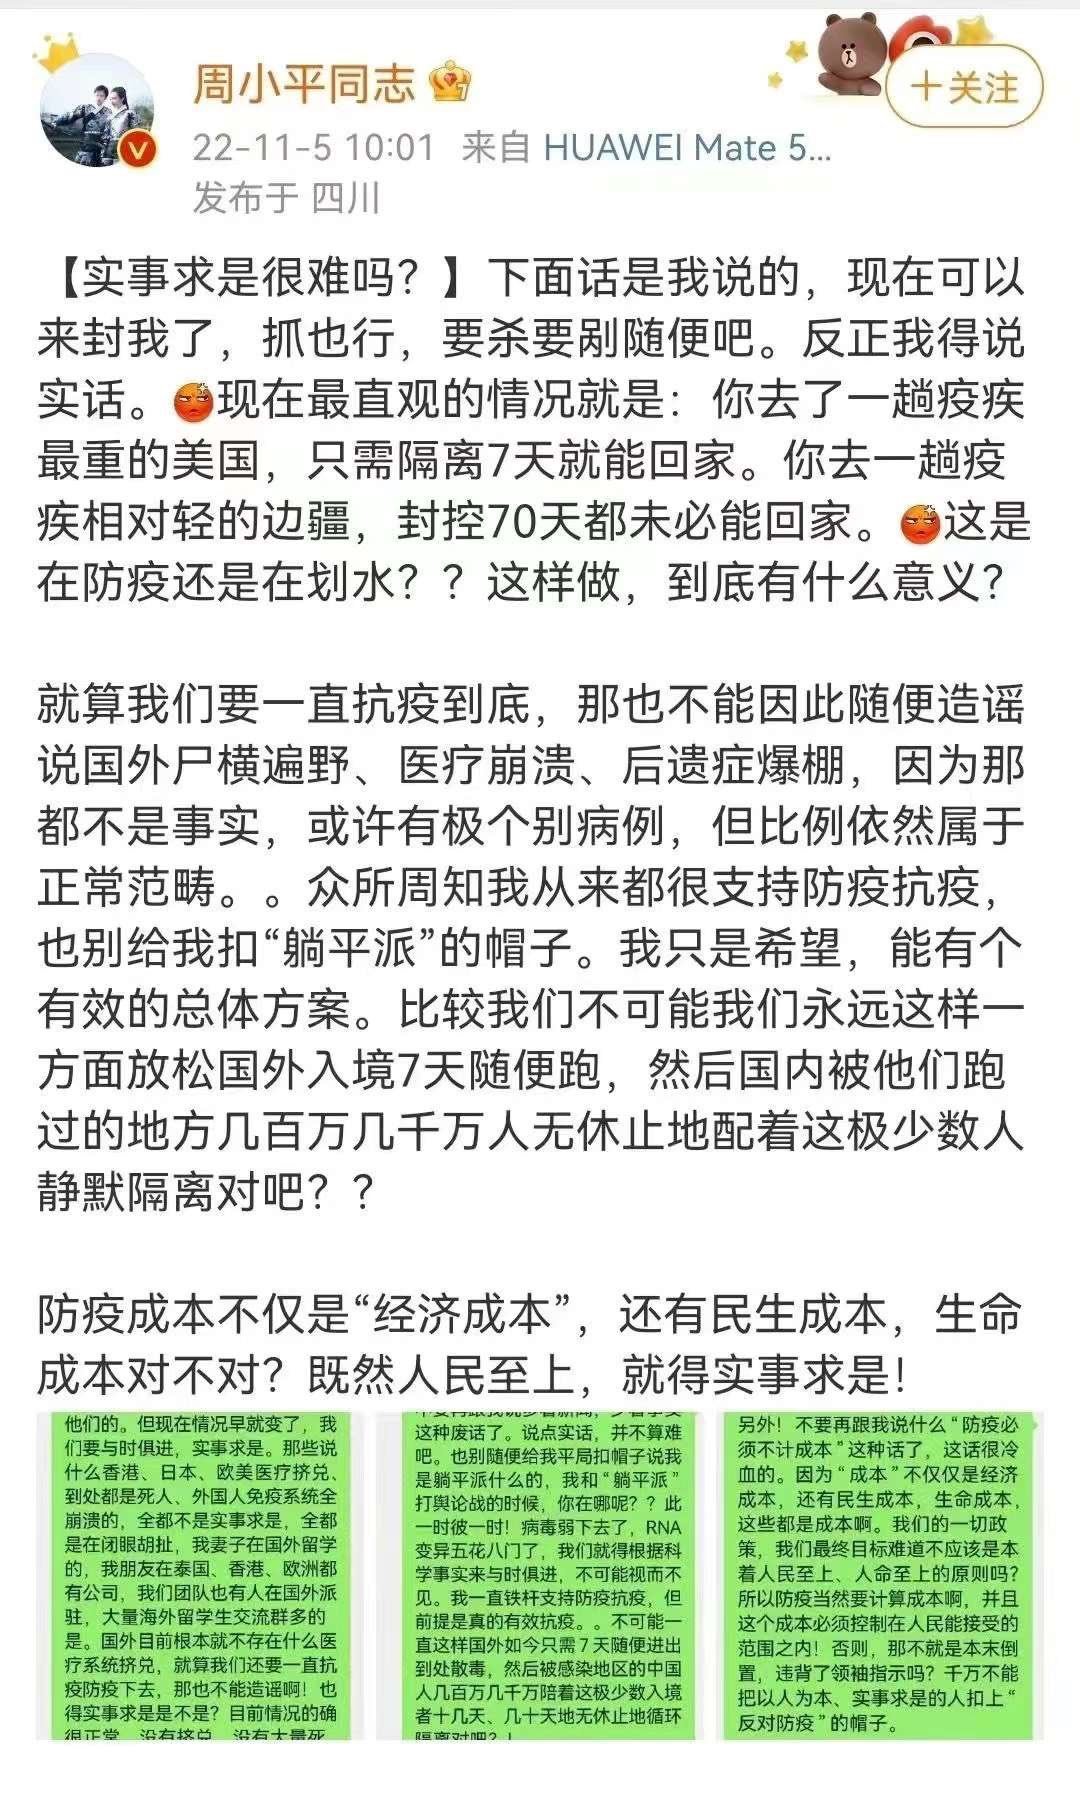 周小平同志
+关注
22-11-5 10:01 来自 HUAWEI Mate 5...
发布于 四川
【实事求是很难吗？】下面话是我说的，现在可以
来封我了，抓也行，要杀要剐随便吧。反正我得说
实话。现在最直观的情况就是：你去了一趟疫疾
最重的美国，只需隔离7天就能回家。你去一趟疫
疾相对轻的边疆，封控70天都未必能回家。这是
在防疫还是在划水？？这样做，到底有什么意义？
就算我们要一直抗疫到底，那也不能因此随便造谣
说国外尸横遍野、医疗崩溃、后遗症爆棚，因为那
都不是事实，或许有极个别病例，但比例依然属于
正常范畴。。众所周知我从来都很支持防疫抗疫，
也别给我扣“躺平派”的帽子。我只是希望，能有个
有效的总体方案。比较我们不可能我们永远这样一
方面放松国外入境7天随便跑，然后国内被他们跑
过的地方几百万几千万人无休止地配着这极少数人
静默隔离对吧？？
防疫成本不仅是“经济成本”，还有民生成本，生命
成本对不对？既然人民至上，就得实事求是！
他们的。但现在情况早就变了，我
们要与时俱进，实事求是。那些说
什么香港、日本、欧美医疗挤兑、
到处都是死人、外国人免疫系统全
崩溃的，全都不是实事求是，全都
是在闭眼胡扯，我妻子在国外留学
的，我朋友在泰国、香港、欧洲都
有公司，我们团队也有人在国外派
驻，大量海外留学生交流群多的
是。国外目前根本就不存在什么医
疗系统挤兑，就算我们还要一直抗
疫防疫下去，那也不能造谣啊！也
得实事求是是不是？目前情况的确
很正常，没有挤兑，没有大量死
这种废话了。说点实话，并不算难
吧。也别随便给我平局扣帽子说我
是躺平派什么的，我和“躺平派”
打舆论战的时候，你在哪呢？？此
一时彼一时！病毒弱下去了，RNA
变异五花八门了，我们就得根据科
学事实来与时俱进，不可能视而不
见。我一直铁杆支持防疫抗疫，但
前提是真的有效抗疫。。不可能一
直这样国外如今只需7天随便进出
到处散毒，然后被感染地区的中国
人几百万几千万陪着这极少数入境
者十几天、几十天地无休止地循环
隔离对吧？！
另外！不要再跟我说什么“防疫必
须不计成本”这种话了，这话很冷
血的。因为“成本”不仅仅是经济
成本，还有民生成本，生命成本，
这些都是成本啊。我们的一切政
策，我们最终目标难道不应该是本
着人民至上、人命至上的原则吗？
所以防疫当然要计算成本啊，并且
这个成本必须控制在人民能接受的
范围之内！否则，那不就是本末倒
置，违背了领袖指示吗？千万不能
把以人为本、实事求是的人扣上“
反对防疫”的帽子。